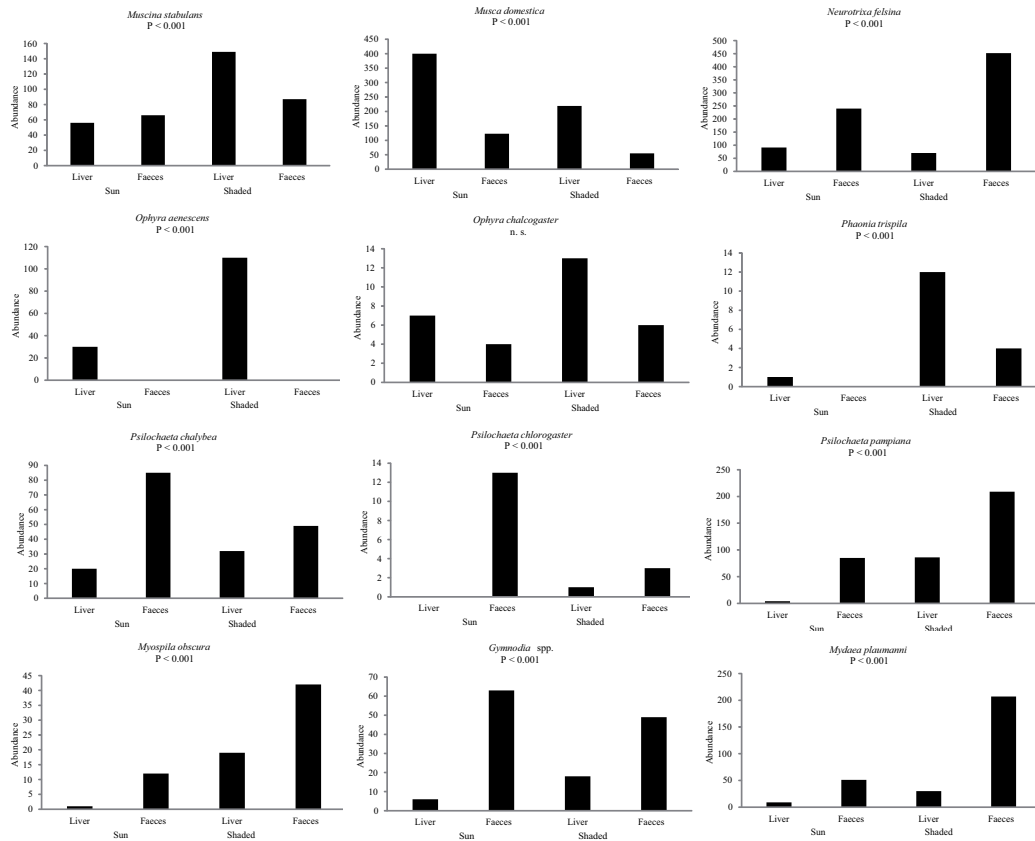 Muscina stabulans
P < 0.001
Abundance
160
140
120
100
80
60
40
20
0
Liver Faeces Liver Faeces
Sun Shaded
Musca domestica
P < 0.001
Abundance
450
400
350
300
250
200
150
100
50
0
Liver Faeces Liver Faeces
Sun Shaded
Neurotrixa felsina
P < 0.001
Abundance
500
450
400
350
300
250
200
150
100
50
0
Liver Faeces Liver Faeces
Sun Shaded
Ophyra aenescens
P < 0.001
Abundance
120
100
80
60
40
20
0
Liver Faeces Liver Faeces
Sun Shaded
Ophyra chalcogaster
n. s.
Abundance
14
12
10
8
6
4
2
0
Liver Faeces Liver Faeces
Sun Shaded
Phaonia trispila
P < 0.001
Abundance
14
12
10
8
6
4
2
0
Liver Faeces Liver Faeces
Sun Shaded
Psilochaeta chalybea
P < 0.001
Abundance
90
80
70
60
50
40
30
20
10
0
Liver Faeces Liver Faeces
Sun Shaded
Psilochaeta chlorogaster
P < 0.001
Abundance
14
12
10
8
6
4
2
0
Liver Faeces Liver Faeces
Sun Shaded
Psilochaeta pampiana
P < 0.001
Abundance
250
200
150
100
50
0
Liver Faeces Liver Faeces
Sun Shaded
Myospila obscura
P < 0.001
Abundance
45
40
35
30
25
20
15
10
5
0
Liver Faeces Liver Faeces
Sun Shaded
Gymnodia spp.
P < 0.001
Abundance
70
60
50
40
30
20
10
0
Liver Faeces Liver Faeces
Sun Shaded
Mydaea plaumanni
P < 0.001
Abundance
250
200
150
100
50
0
Liver Faeces Liver Faeces
Sun Shaded